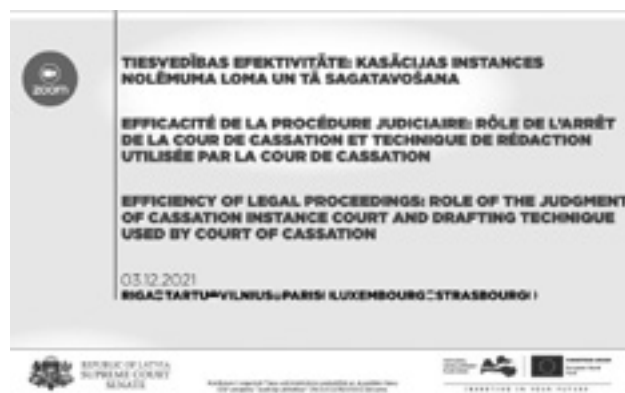 zoom
TIESVEDĪBAS EFEKTIVITĀTE: KASĀCIJAS INSTANCES
NOLĒMUMA LOMA UN TĀ SAGATAVOŠANA
EFFICACITÉ DE LA PROCÉDURE JUDICIAIRE: RÔLE DE L'ARRÊT
DE LA COUR DE CASSATION ET TECHNIQUE DE RÉDACTION
UTILISÉE PAR LA COUR DE CASSATION
EFFICIENCY OF LEGAL PROCEEDINGS: ROLE OF THE JUDGMENT
OF CASSATION INSTANCE COURT AND DRAFTING TECHNIQUE
USED BY COURT OF CASSATION
03.12.2021
RIGA TARTU VILNIUS PARIS LUXEMBOURG STRASBOURG
REPUBLIC OF LATVIA
SUPREME COURT
SENATE
EUROPEAN UNION
INVESTING IN YOUR FUTURE